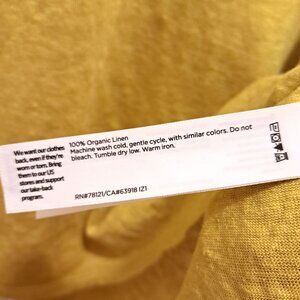 We want our clothes
back, even if they're
worn or torn. Bring
them to our US
stores and support
our take-back
program.
100% Organic Linen
Machine wash cold, gentle cycle, with similar colors. Do not
bleach. Tumble dry low. Warm iron.
RN#78121/CA#63918 IZ1